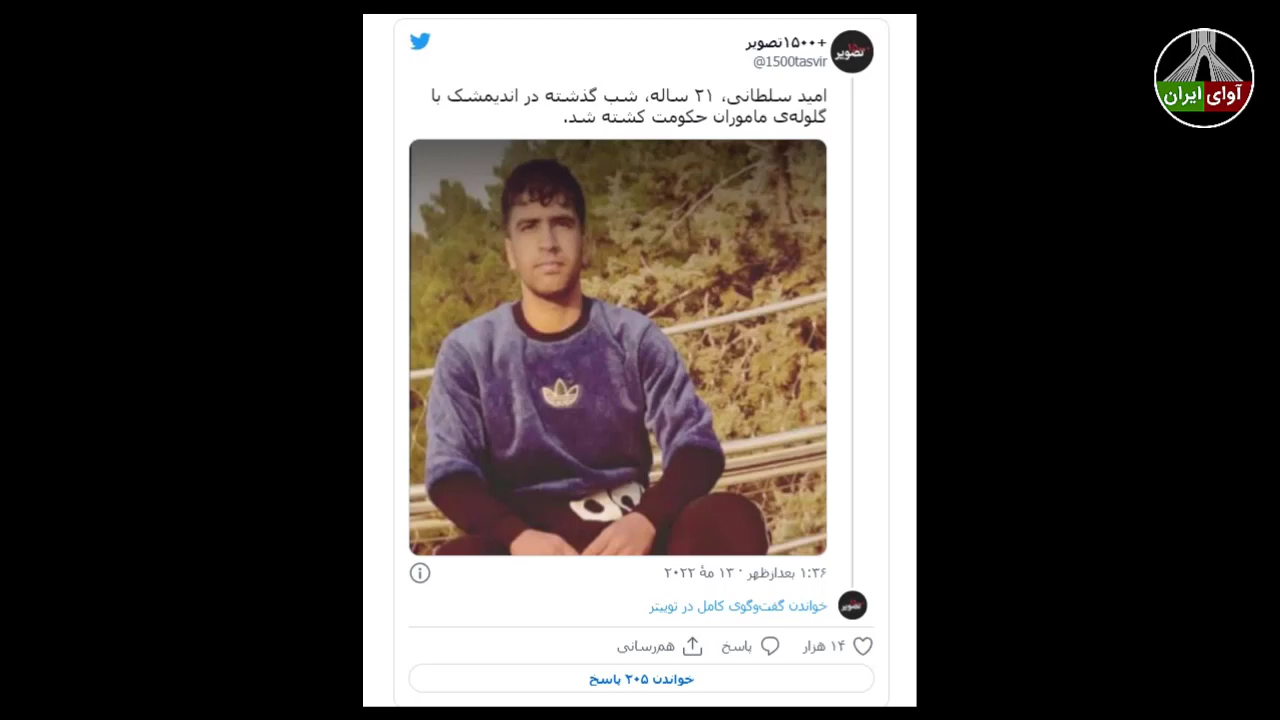 +۱۵۰۰تصویر
@1500tasvir
امید سلطانی، ۲۱ ساله، شب گذشته در اندیمشک با
گلوله‌ی ماموران حکومت کشته شد.
۱:۳۶ بعدازظهر · ۱۳ مهٔ ۲۰۲۲
خواندن گفت‌وگوی کامل در توییتر
۱۴ هزار پاسخ هم‌رسانی
خواندن ۲۰۵ پاسخ
آوای ایران